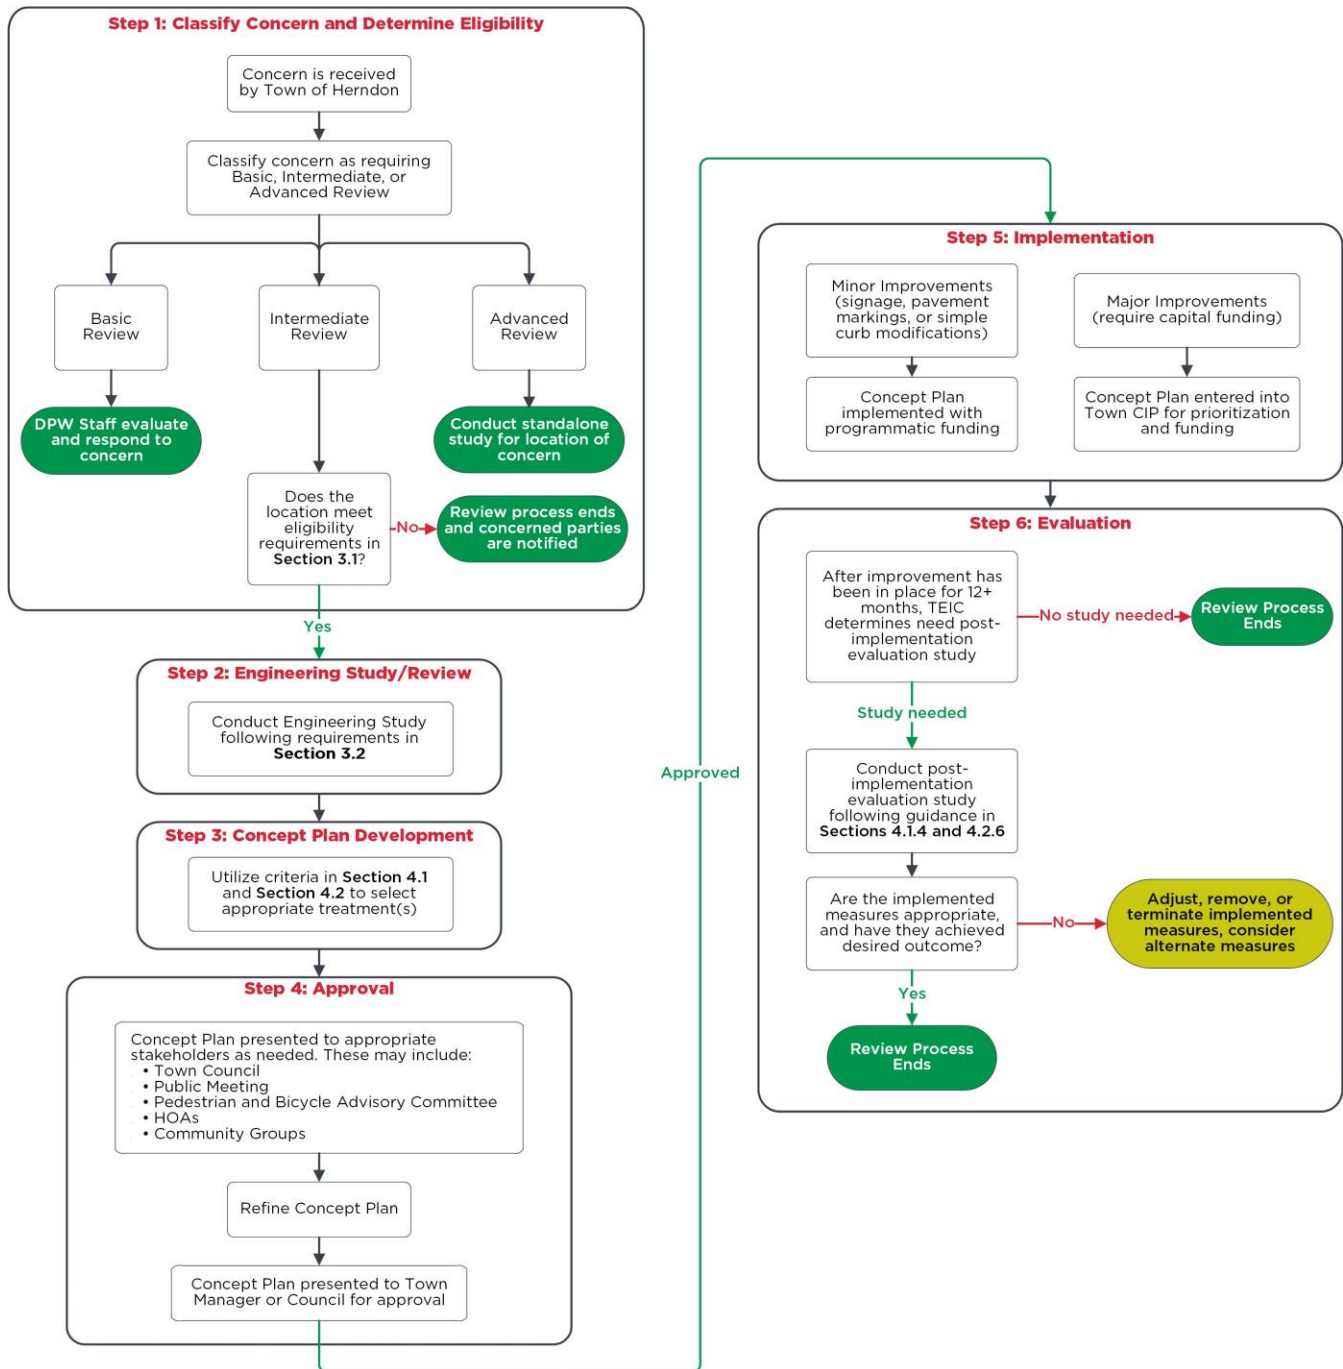 Step 1: Classify Concern and Determine Eligibility
Concern is received
by Town of Herndon
Classify concern as requiring
Basic, Intermediate, or
Advanced Review
Basic
Review
Intermediate
Review
Advanced
Review
DPW Staff evaluate
and respond to
concern
Conduct standalone
study for location of
concern
Does the
location meet
eligibility
requirements in
Section 3.1?
No
Review process ends
and concerned parties
are notified
Yes
Step 2: Engineering Study/Review
Conduct Engineering Study
following requirements in
Section 3.2
Step 3: Concept Plan Development
Utilize criteria in Section 4.1
and Section 4.2 to select
appropriate treatment(s)
Step 4: Approval
Concept Plan presented to appropriate
stakeholders as needed. These may include:
• Town Council
• Public Meeting
• Pedestrian and Bicycle Advisory Committee
• HOAs
• Community Groups
Refine Concept Plan
Concept Plan presented to Town
Manager or Council for approval
Approved
Step 5: Implementation
Minor Improvements
(signage, pavement
markings, or simple
curb modifications)
Major Improvements
(require capital funding)
Concept Plan
implemented with
programmatic funding
Concept Plan entered into
Town CIP for prioritization
and funding
Step 6: Evaluation
After improvement has
been in place for 12+
months, TEIC
determines need post-
implementation
evaluation study
No study needed
Review Process
Ends
Study needed
Conduct post-
implementation
evaluation study
following guidance in
Sections 4.1.4 and 4.2.6
Are the implemented
measures appropriate,
and have they achieved
desired outcome?
No
Adjust, remove, or
terminate implemented
measures, consider
alternate measures
Yes
Review Process
Ends